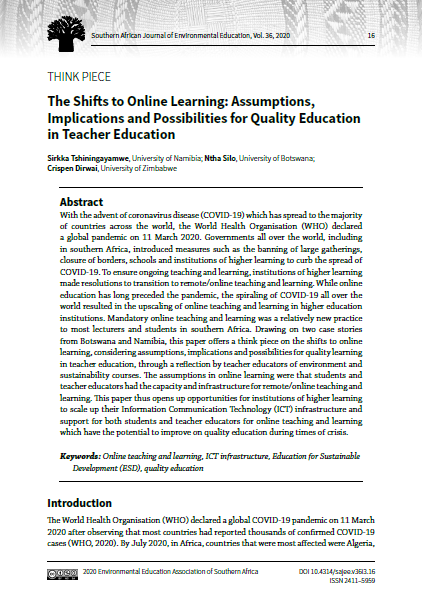 Southern African Journal of Environmental Education, Vol. 36, 2020 16
THINK PIECE
The Shifts to Online Learning: Assumptions,
Implications and Possibilities for Quality Education
in Teacher Education
Sirkka Tshiningayamwe, University of Namibia; Ntha Silo, University of Botswana;
Crispen Dirwai, University of Zimbabwe
Abstract
With the advent of coronavirus disease (COVID-19) which has spread to the majority
of countries across the world, the World Health Organisation (WHO) declared
a global pandemic on 11 March 2020. Governments all over the world, including
in southern Africa, introduced measures such as the banning of large gatherings,
closure of borders, schools and institutions of higher learning to curb the spread of
COVID-19. To ensure ongoing teaching and learning, institutions of higher learning
made resolutions to transition to remote/online teaching and learning. While online
education has long preceded the pandemic, the spiraling of COVID-19 all over the
world resulted in the upscaling of online teaching and learning in higher education
institutions. Mandatory online teaching and learning was a relatively new practice
to most lecturers and students in southern Africa. Drawing on two case stories
from Botswana and Namibia, this paper offers a think piece on the shifts to online
learning, considering assumptions, implications and possibilities for quality learning
in teacher education, through a reflection by teacher educators of environment and
sustainability courses. The assumptions in online learning were that students and
teacher educators had the capacity and infrastructure for remote/online teaching and
learning. This paper thus opens up opportunities for institutions of higher learning
to scale up their Information Communication Technology (ICT) infrastructure and
support for both students and teacher educators for online teaching and learning
which have the potential to improve on quality education during times of crisis.
Keywords: Online teaching and learning, ICT infrastructure, Education for Sustainable
Development (ESD), quality education
Introduction
The World Health Organisation (WHO) declared a global COVID-19 pandemic on 11 March
2020 after observing that most countries had reported thousands of confirmed COVID-19
cases (WHO, 2020). By July 2020, in Africa, countries that were most affected were Algeria,
2020 Environmental Education Association of Southern Africa DOI 10.4314/sajee.v36i3.16
ISSN 2411-5959